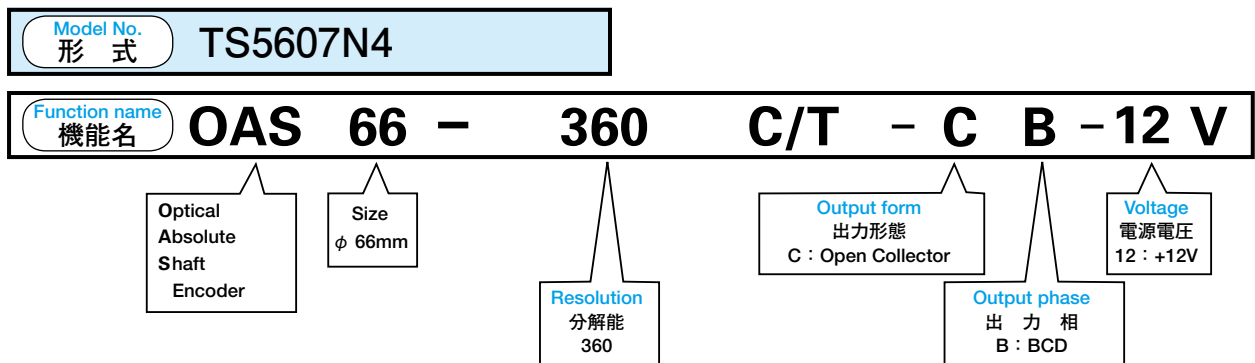 Model No.
形 式
TS5607N4
Function name
機能名
OAS 66 − 360 C/T − C B − 12 V
Optical
Absolute
Shaft
Encoder
Size
φ 66mm
Resolution
分解能
360
Output form
出力形態
C：Open Collector
Output phase
出 力 相
B：BCD
Voltage
電源電圧
12：+12V